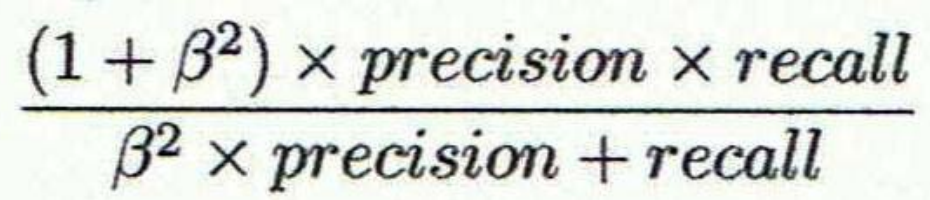 (1 + β²) × precision × recall
β² × precision + recall